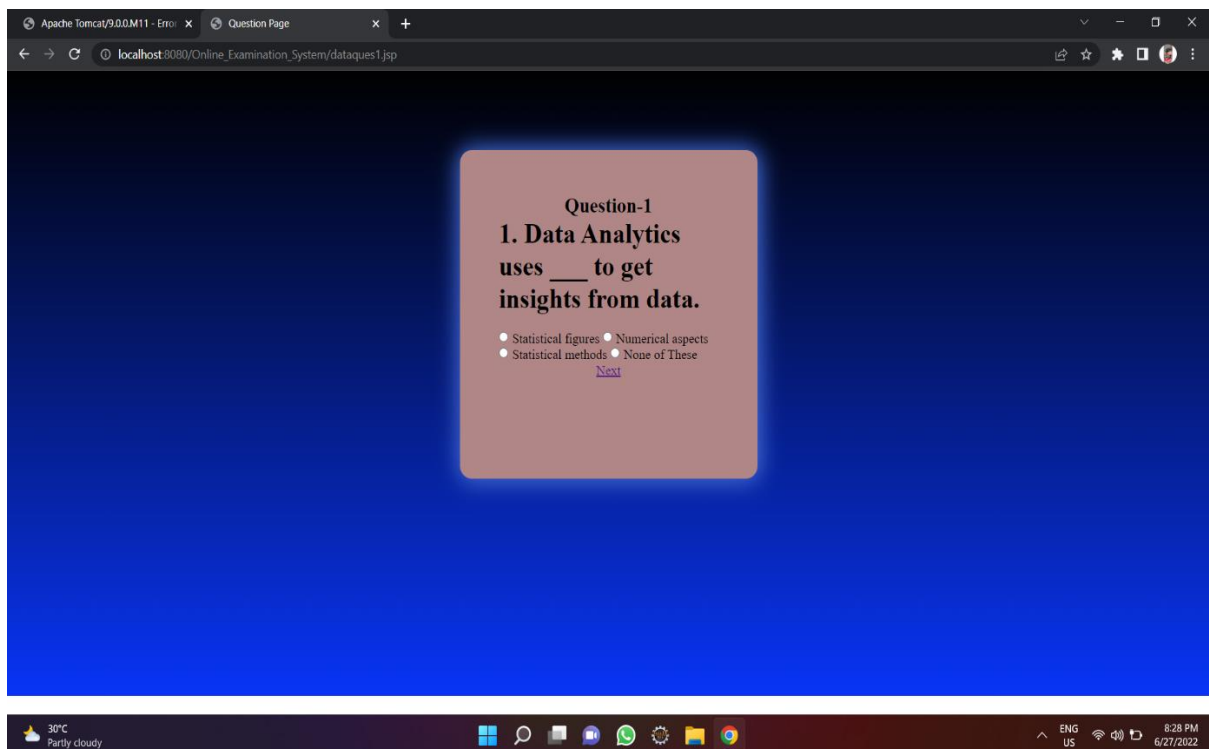 Apache Tomcat/9.0.0.M11 - Error Question Page
localhost:8080/Online_Examination_System/dataques1.jsp
Question-1
1. Data Analytics
uses ___ to get
insights from data.
Statistical figures Numerical aspects
Statistical methods None of These
Next
30°C
Partly cloudy
ENG
US
8:28 PM
6/27/2022